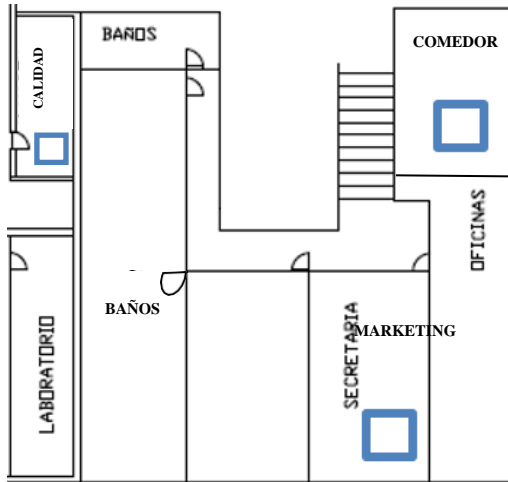 BAÑOS
COMEDOR
CALIDAD
OFICINAS
BAÑOS
SECRETARIA
MARKETING
LABORATORIO